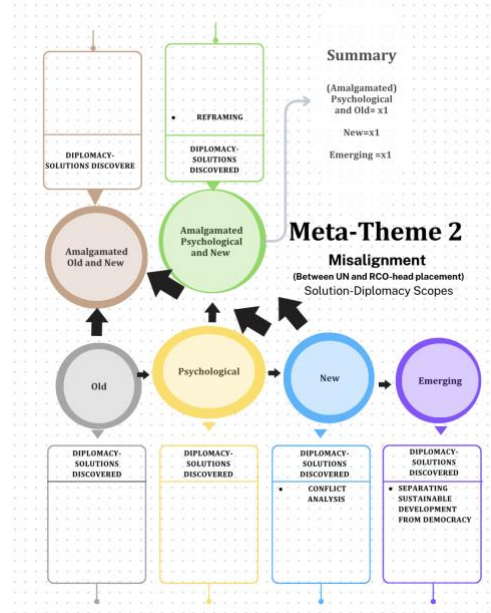 Summary
(Amalgamated)
Psychological
and Old= x1
New=x1
Emerging =x1
• REFRAMING
DIPLOMACY-
SOLUTIONS DISCOVERE
DIPLOMACY-
SOLUTIONS
DISCOVERED
Amalgamated
Old and New
Amalgamated
Psychological
and New
Meta-Theme 2
Misalignment
(Between UN and RCO-head placement)
Solution-Diplomacy Scopes
Old
Psychological
New
Emerging
DIPLOMACY-
SOLUTIONS
DISCOVERED
DIPLOMACY-
SOLUTIONS
DISCOVERED
DIPLOMACY-
SOLUTIONS
DISCOVERED
• CONFLICT
ANALYSIS
DIPLOMACY-
SOLUTIONS
DISCOVERED
• SEPARATING
SUSTAINABLE
DEVELOPMENT
FROM DEMOCRACY